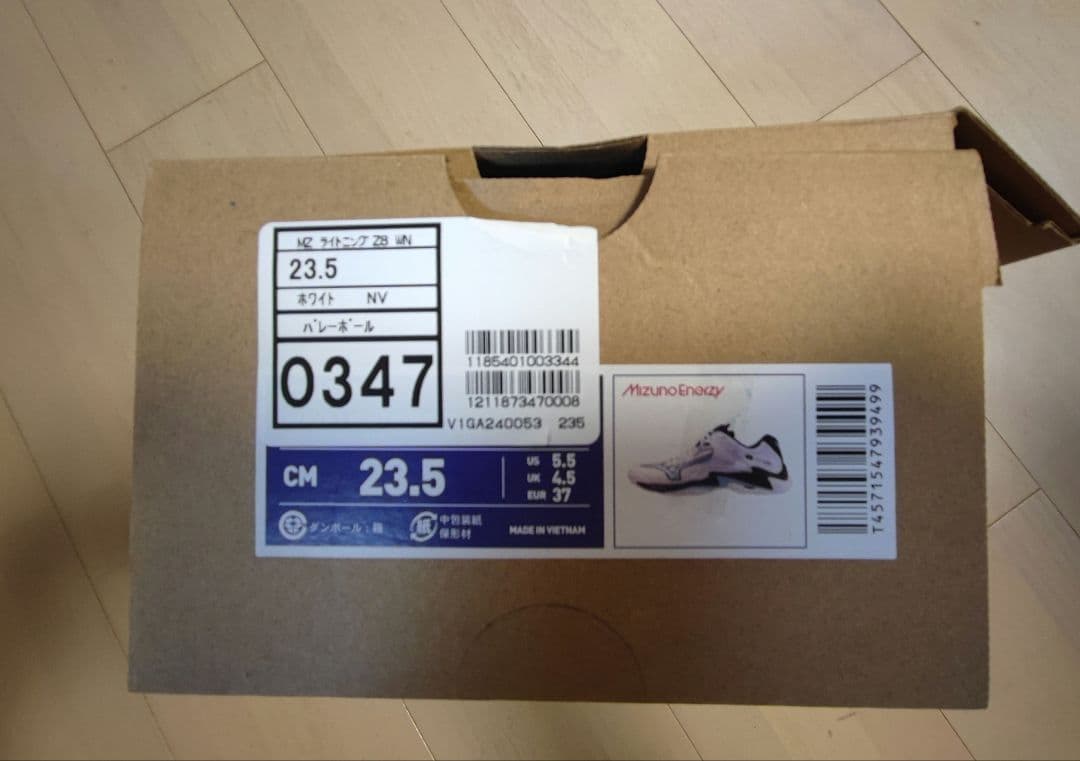 MZ ライトニング Z8 WN
23.5
ホワイト NV
バレーボール
0347
1185401003344
1211873470008
V1GA240053 235
CM 23.5
US 5.5
UK 4.5
EUR 37
ダンボール：箱
紙
中包装紙
保形材
MADE IN VIETNAM
MizunoEnerzy
T4571547939499